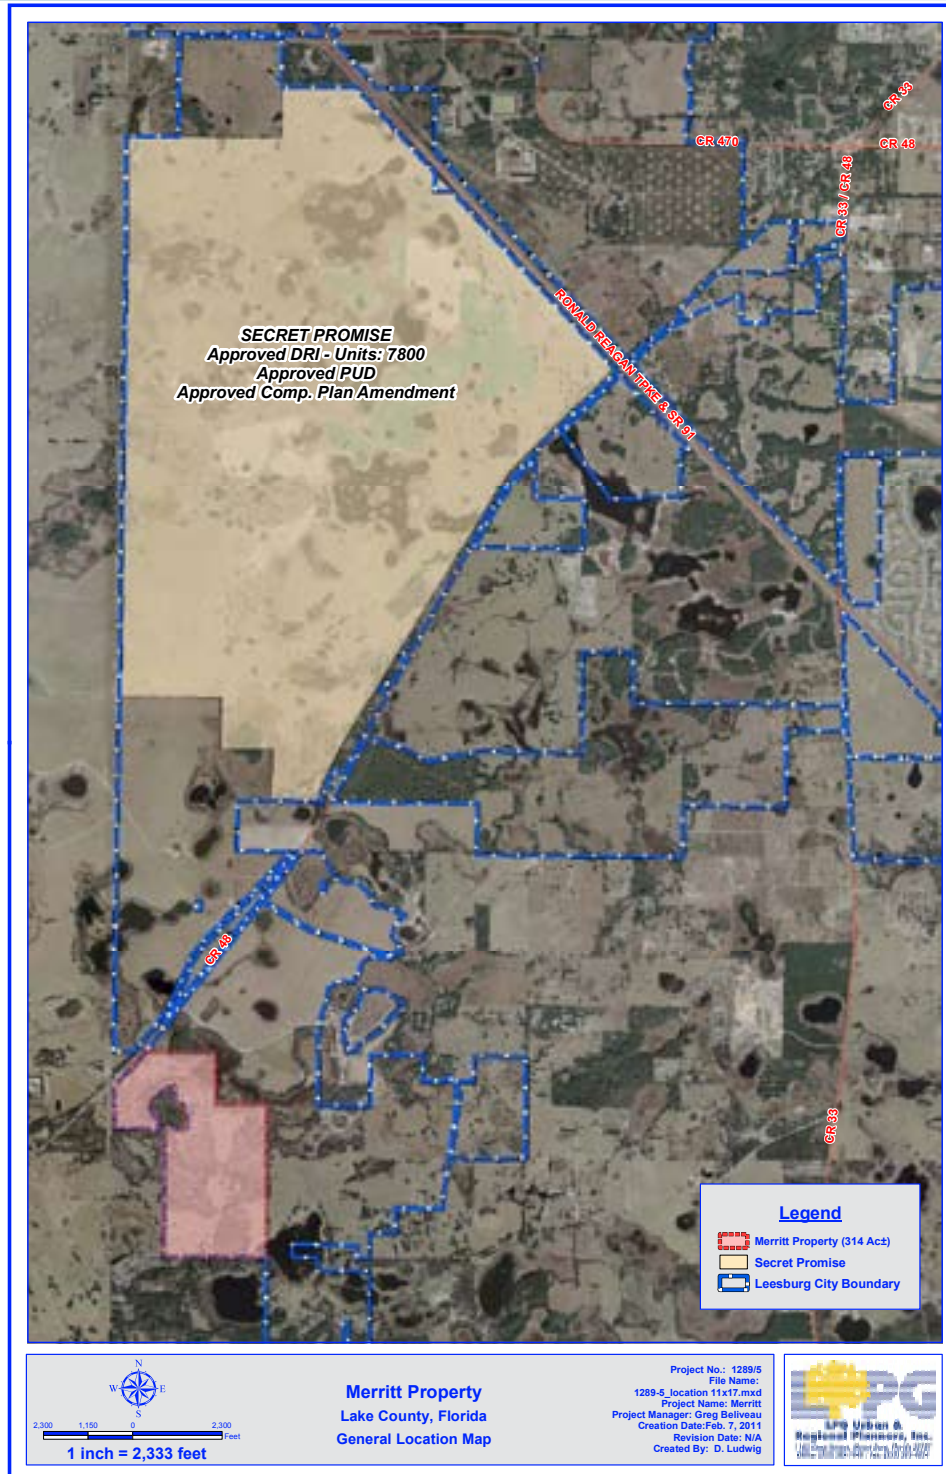 CR 33
CR 470
CR 48
CR 33 / CR 48
RONALD REAGAN TPKE & SR 91
SECRET PROMISE
Approved DRI - Units: 7800
Approved PUD
Approved Comp. Plan Amendment
CR 48
CR 33
Legend
Merritt Property (314 Ac±)
Secret Promise
Leesburg City Boundary
N
W E
S
2,300 1,150 0 2,300
Feet
1 inch = 2,333 feet
Merritt Property
Lake County, Florida
General Location Map
Project No.: 1289/5
File Name:
1289-5_location 11x17.mxd
Project Name: Merritt
Project Manager: Greg Beliveau
Creation Date:Feb. 7, 2011
Revision Date: N/A
Created By: D. Ludwig
LPG Urban &
Regional Planners, Inc.